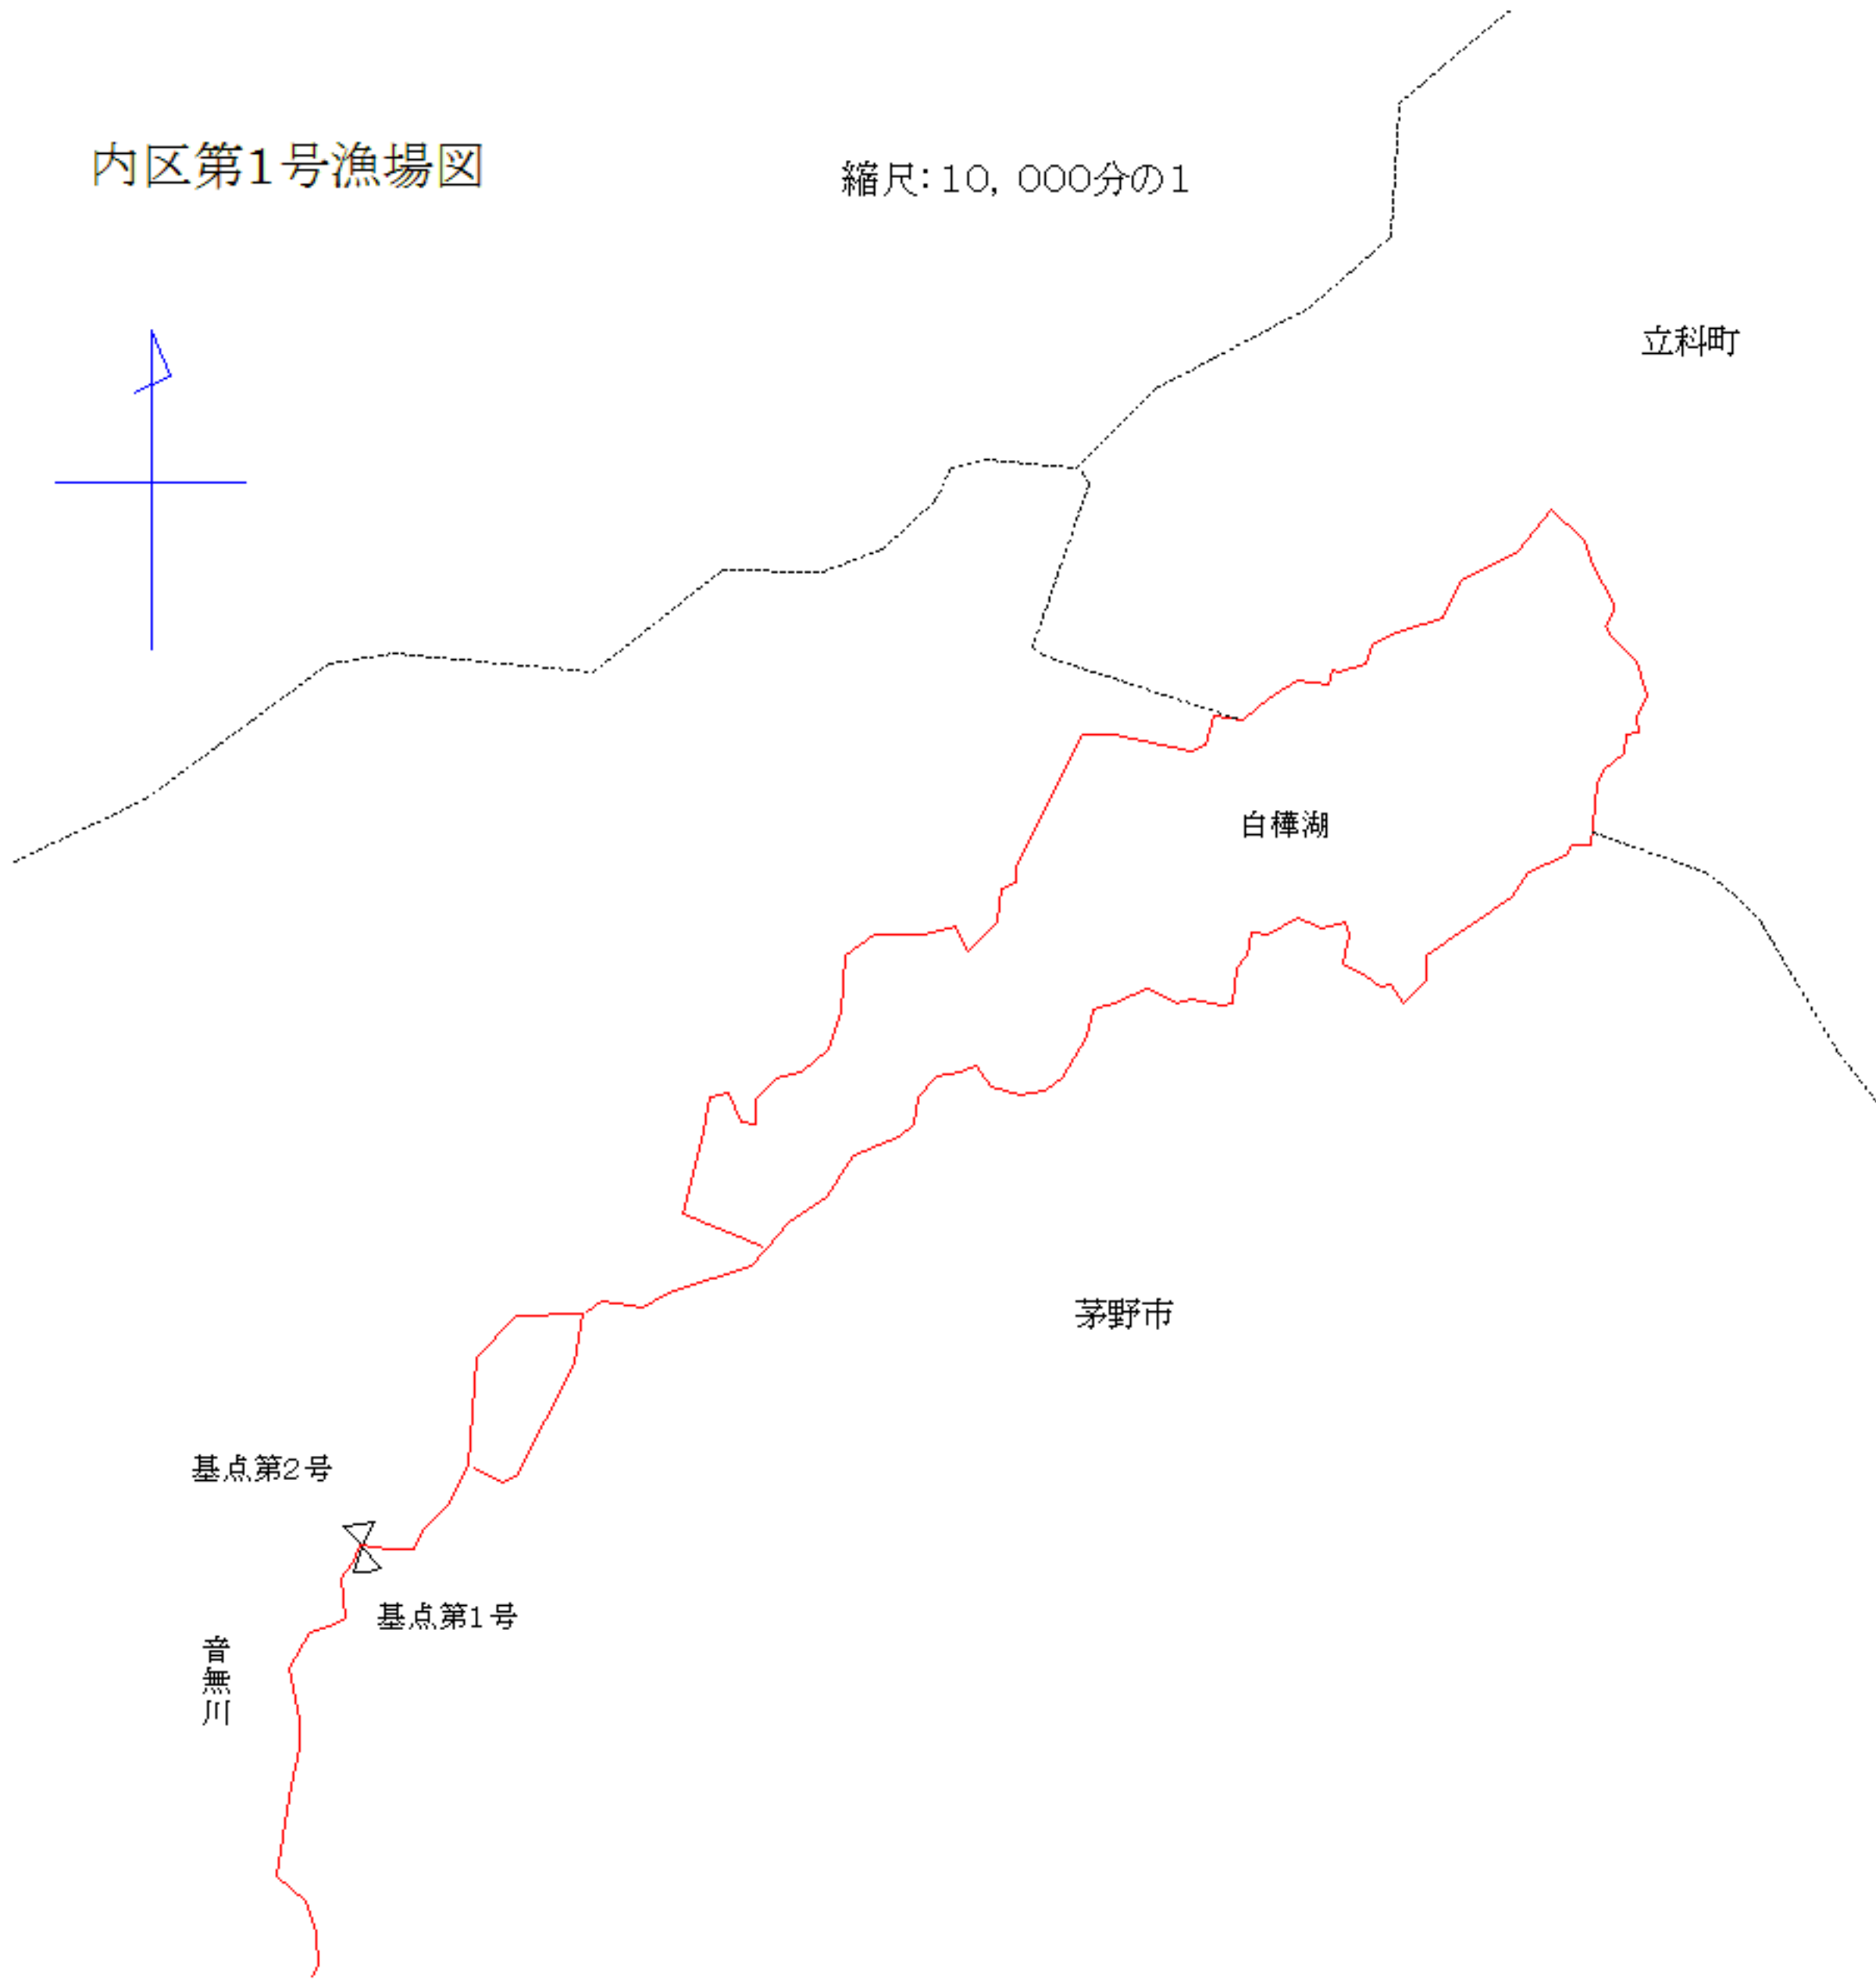 内区第1号漁場図
縮尺:10,000分の1
立科町
白樺湖
茅野市
基点第2号
基点第1号
音無川